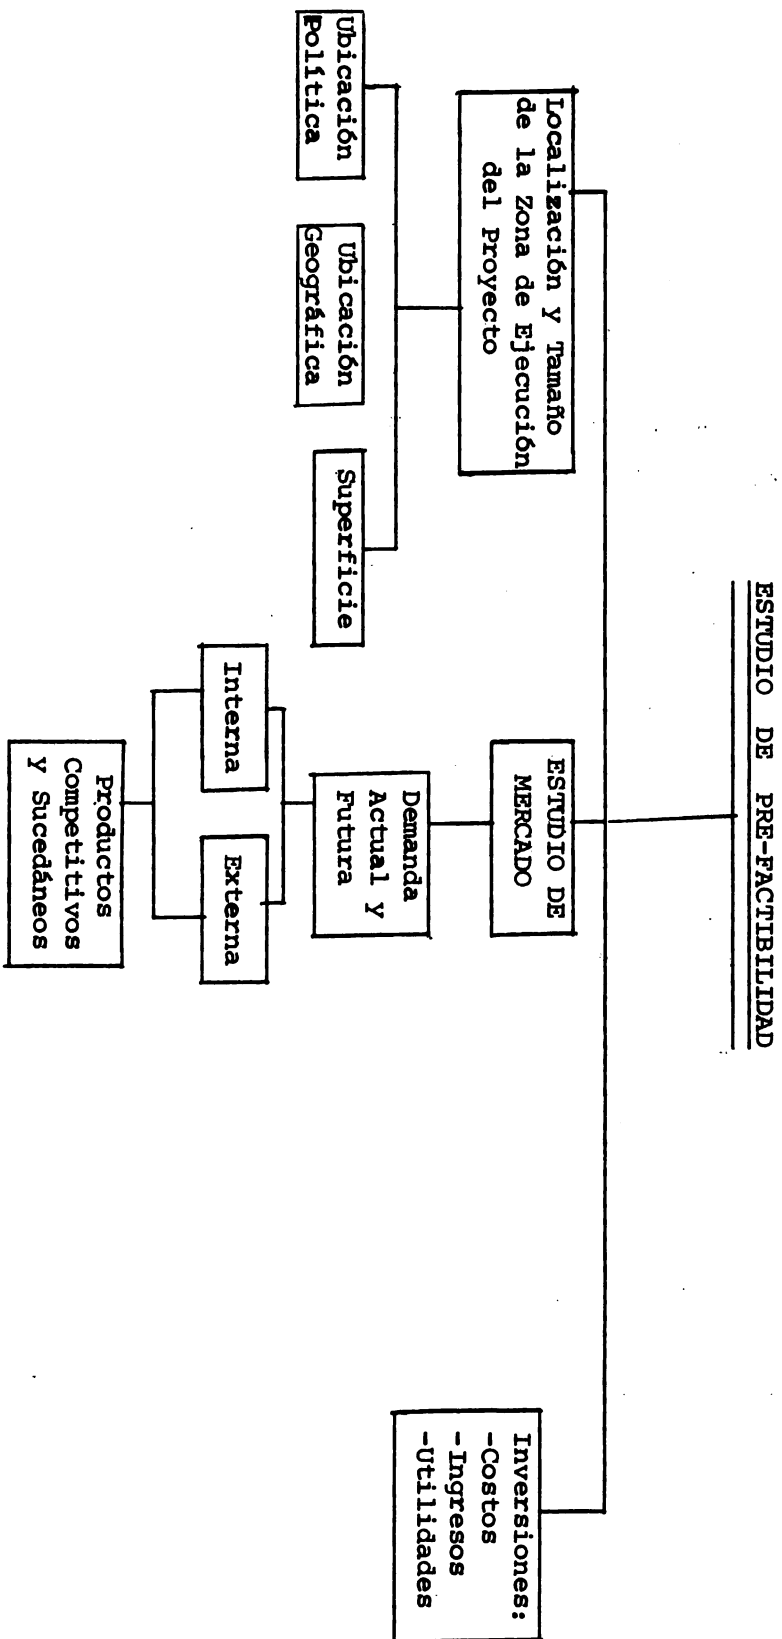 ESTUDIO DE PRE-FACTIBILIDAD
Localización y Tamaño
de la Zona de Ejecución
del Proyecto
Ubicación
Política
Ubicación
Geográfica
Superficie
ESTUDIO DE
MERCADO
Demanda
Actual y
Futura
Interna
Externa
Productos
Competitivos
y Sucedáneos
Inversiones:
-Costos
-Ingresos
-Utilidades